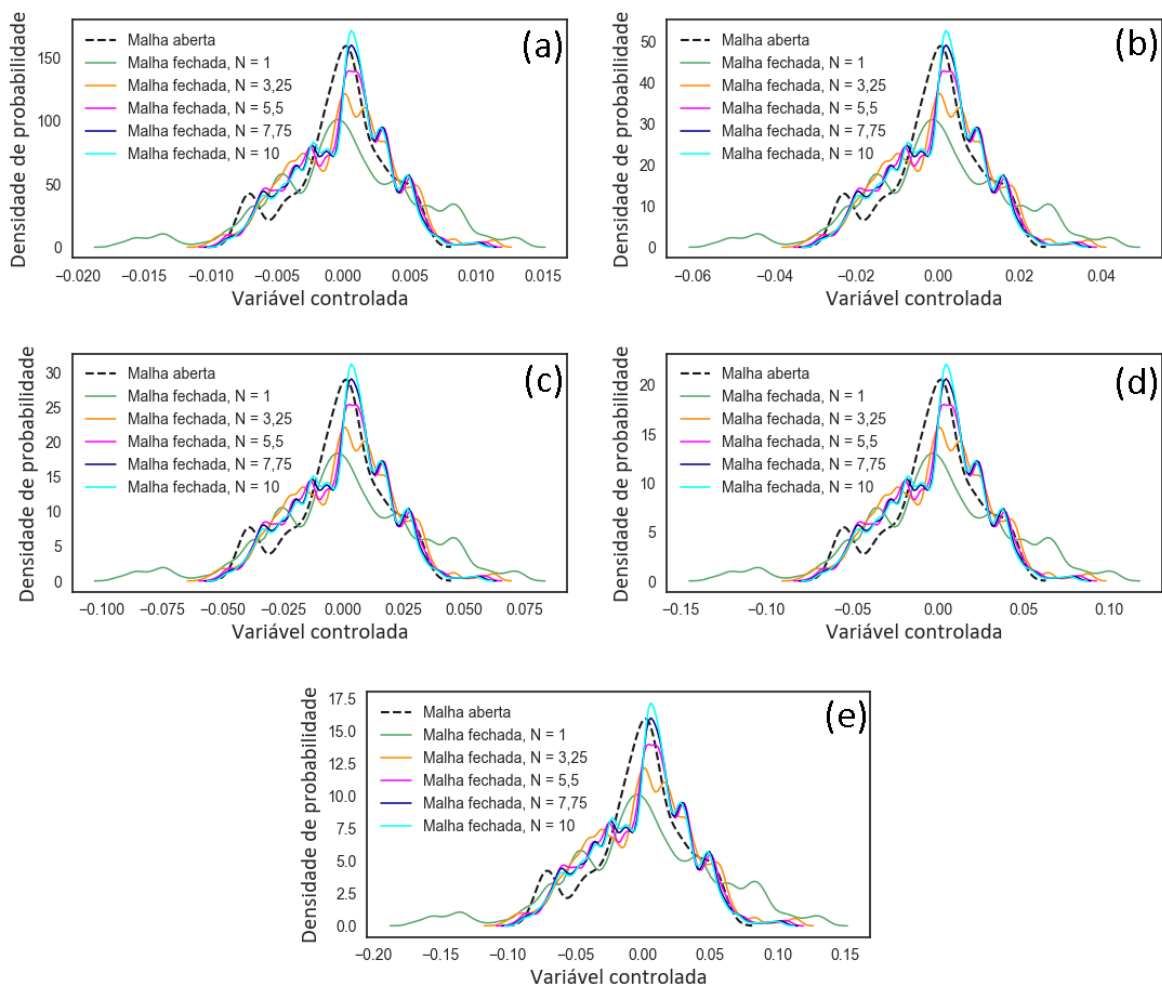 (a)
Densidade de probabilidade
150
100
50
0
Malha aberta
Malha fechada, N = 1
Malha fechada, N = 3,25
Malha fechada, N = 5,5
Malha fechada, N = 7,75
Malha fechada, N = 10
−0.020 −0.015 −0.010 −0.005 0.000 0.005 0.010 0.015
Variável controlada
(b)
Densidade de probabilidade
50
40
30
20
10
0
Malha aberta
Malha fechada, N = 1
Malha fechada, N = 3,25
Malha fechada, N = 5,5
Malha fechada, N = 7,75
Malha fechada, N = 10
−0.06 −0.04 −0.02 0.00 0.02 0.04
Variável controlada
(c)
Densidade de probabilidade
30
25
20
15
10
5
0
Malha aberta
Malha fechada, N = 1
Malha fechada, N = 3,25
Malha fechada, N = 5,5
Malha fechada, N = 7,75
Malha fechada, N = 10
−0.100 −0.075 −0.050 −0.025 0.000 0.025 0.050 0.075
Variável controlada
(d)
Densidade de probabilidade
20
15
10
5
0
Malha aberta
Malha fechada, N = 1
Malha fechada, N = 3,25
Malha fechada, N = 5,5
Malha fechada, N = 7,75
Malha fechada, N = 10
−0.15 −0.10 −0.05 0.00 0.05 0.10
Variável controlada
(e)
Densidade de probabilidade
17.5
15.0
12.5
10.0
7.5
5.0
2.5
0.0
Malha aberta
Malha fechada, N = 1
Malha fechada, N = 3,25
Malha fechada, N = 5,5
Malha fechada, N = 7,75
Malha fechada, N = 10
−0.20 −0.15 −0.10 −0.05 0.00 0.05 0.10 0.15
Variável controlada